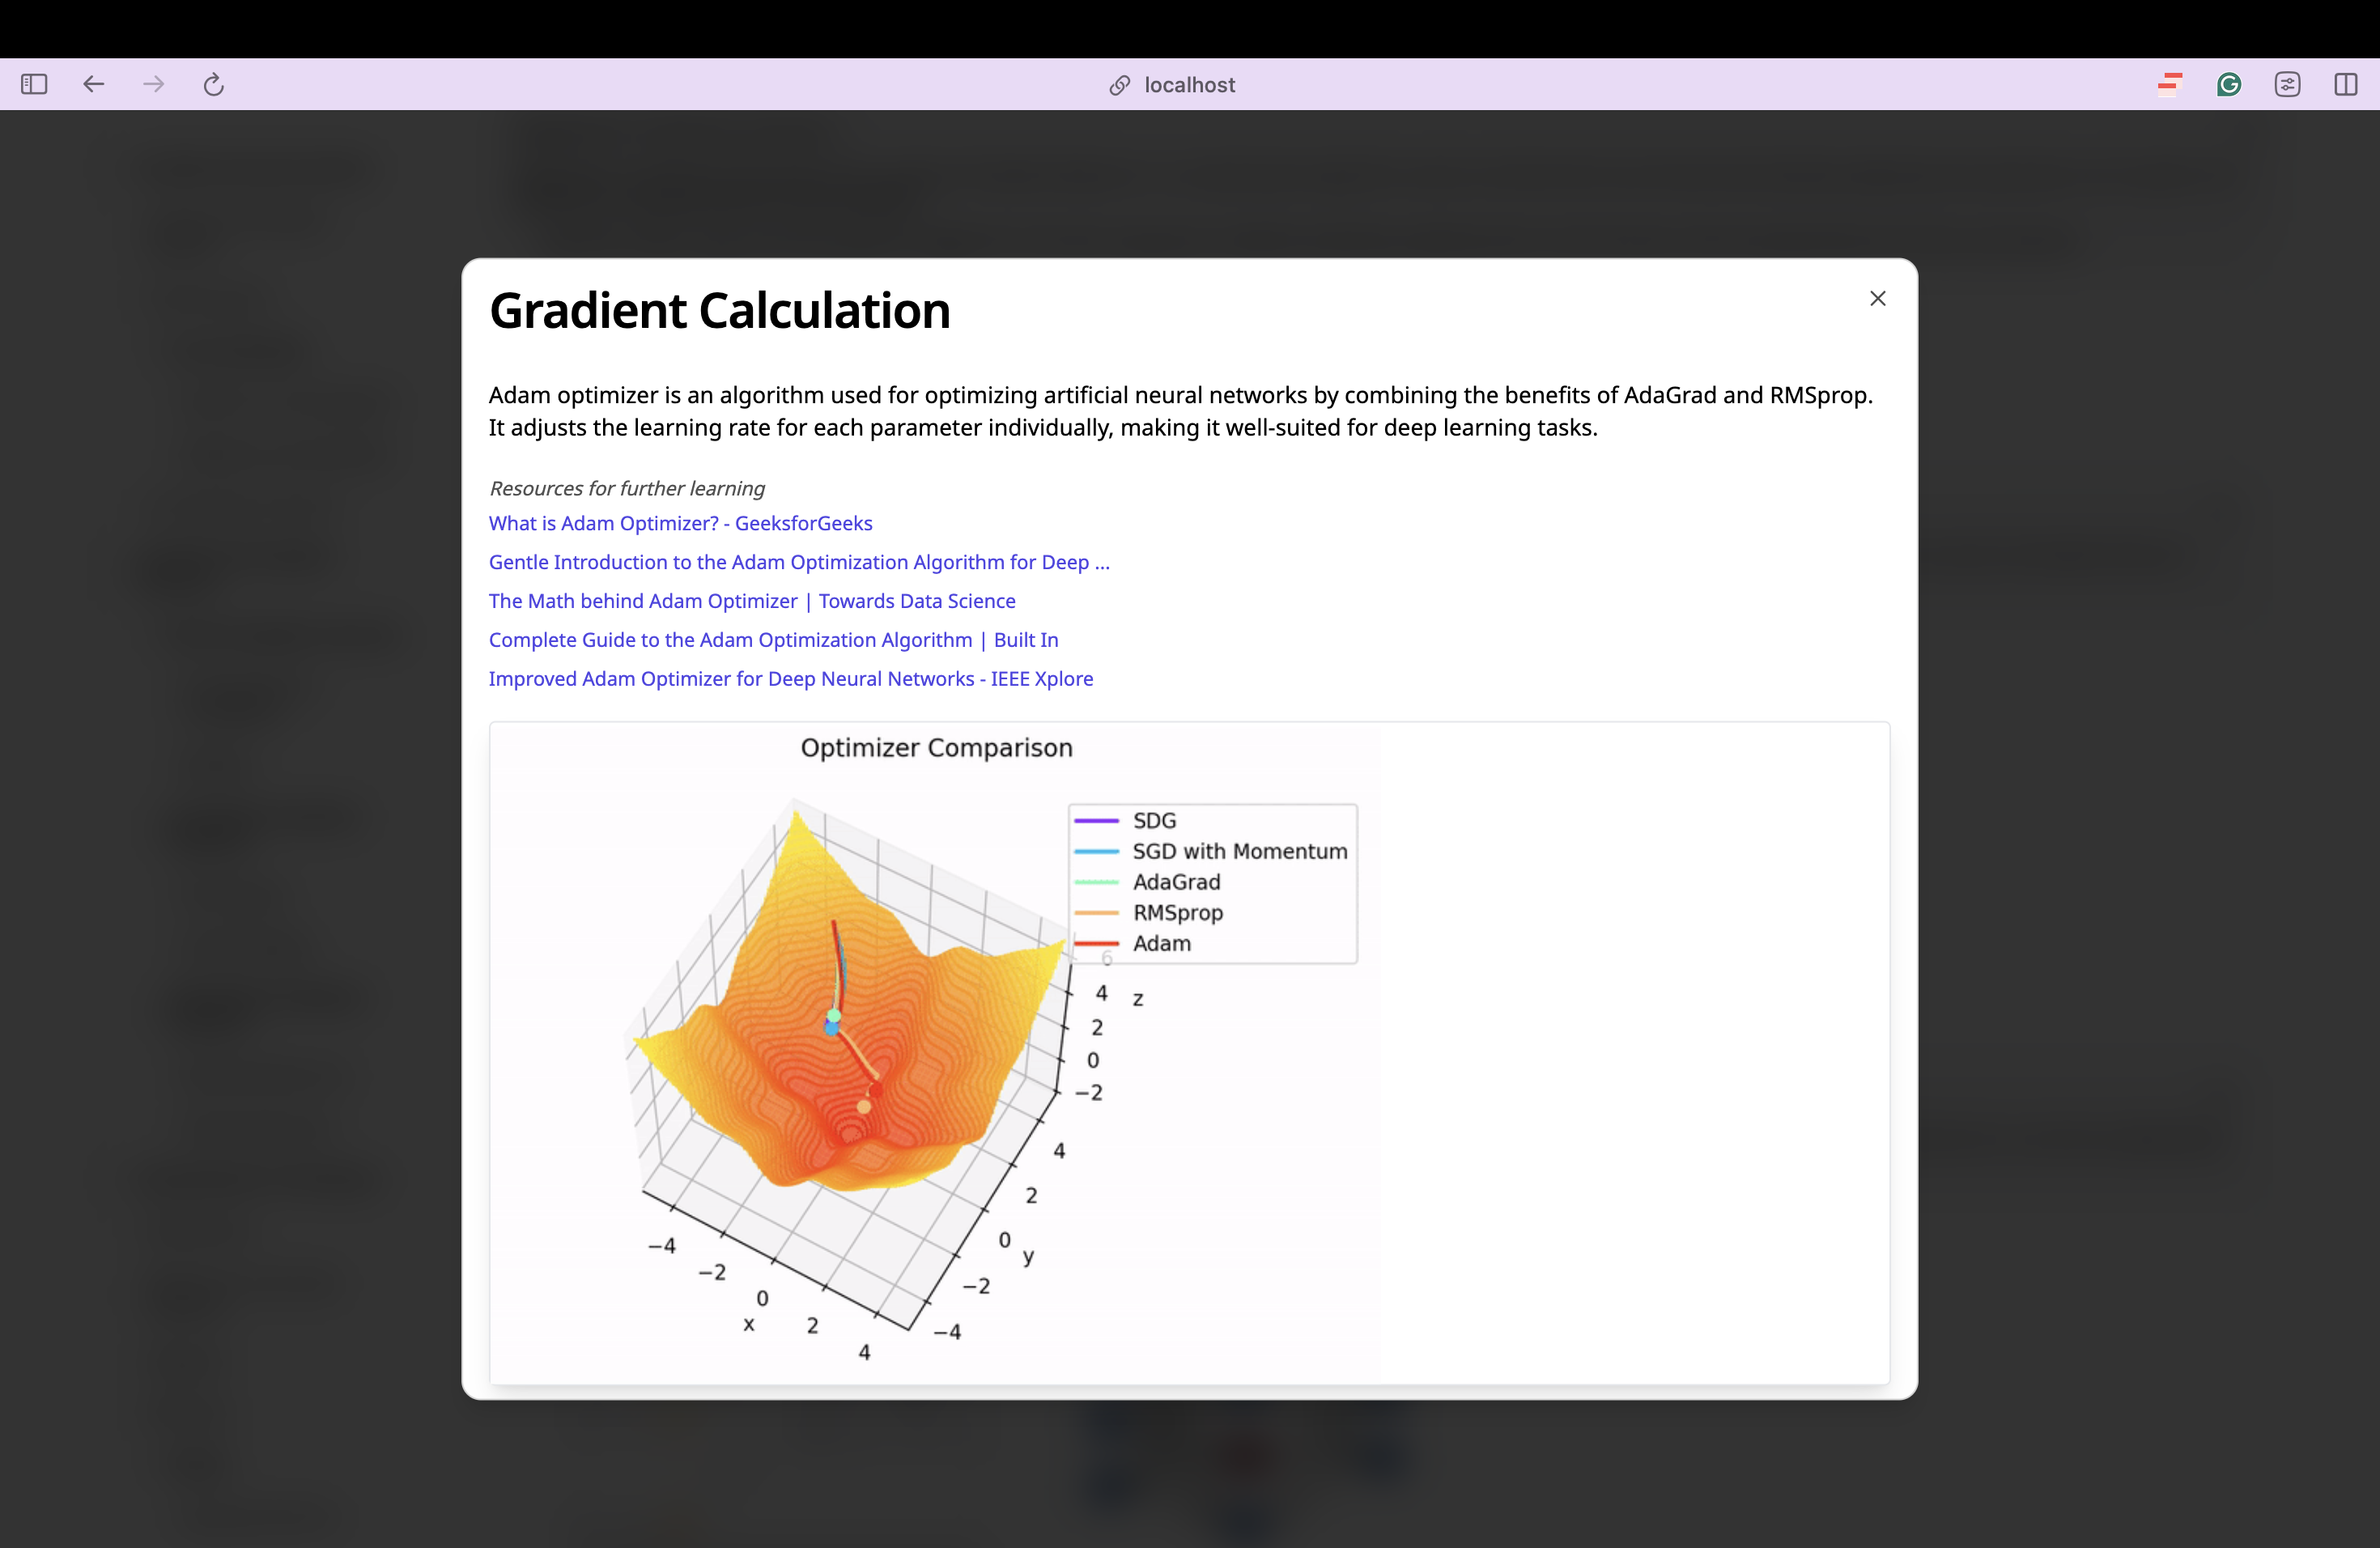 localhost
Gradient Calculation
Adam optimizer is an algorithm used for optimizing artificial neural networks by combining the benefits of AdaGrad and RMSprop.
It adjusts the learning rate for each parameter individually, making it well-suited for deep learning tasks.
Resources for further learning
What is Adam Optimizer? - GeeksforGeeks
Gentle Introduction to the Adam Optimization Algorithm for Deep ...
The Math behind Adam Optimizer | Towards Data Science
Complete Guide to the Adam Optimization Algorithm | Built In
Improved Adam Optimizer for Deep Neural Networks - IEEE Xplore
Optimizer Comparison
SDG
SGD with Momentum
AdaGrad
RMSprop
Adam
6
4 z
2
0
−2
4
2
0
y
−2
−4
−4
−2
0
x
2
4